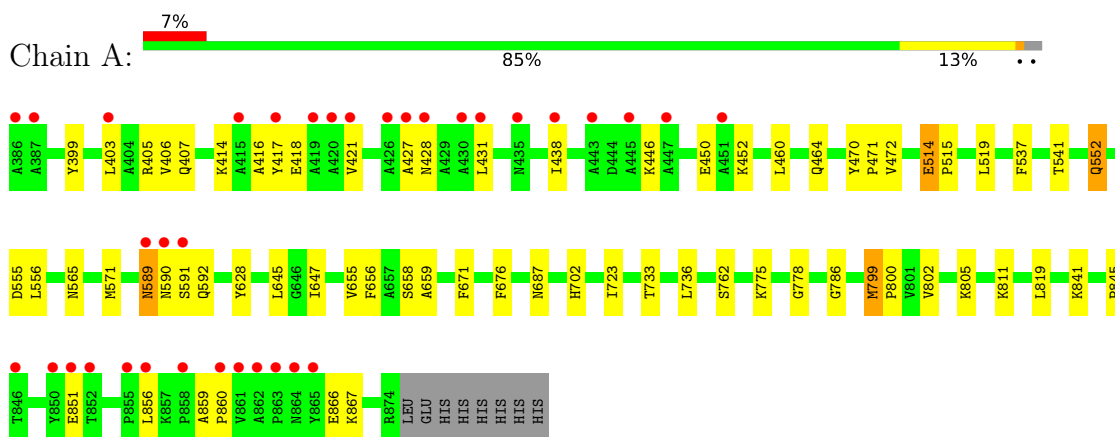 7%
Chain A:
85% 13% • •
A386 A387 Y399 L403 A404 R405 V406 Q407 K414 A415 A416 Y417 E418 A419 A420 V421 A426 A427 N428 A429 A430 L431 N435 I438 A443 D444 A445 K446 A447 E450 A451 K452 L460 Q464 Y470 P471 V472 E514 P515 L519 F537 T541 Q552
D555 L556 N565 M571 N589 N590 S591 Q592 Y628 L645 G646 I647 V655 F656 A657 S658 A659 F671 F676 N687 H702 I723 T733 L736 S762 K775 G778 G786 M799 P800 V801 V802 K805 K811 L819 K841 P845
T846 Y850 E851 T852 P855 L856 K857 P858 A859 P860 V861 A862 P863 N864 Y865 E866 K867 R874 LEU GLU HIS HIS HIS HIS HIS HIS